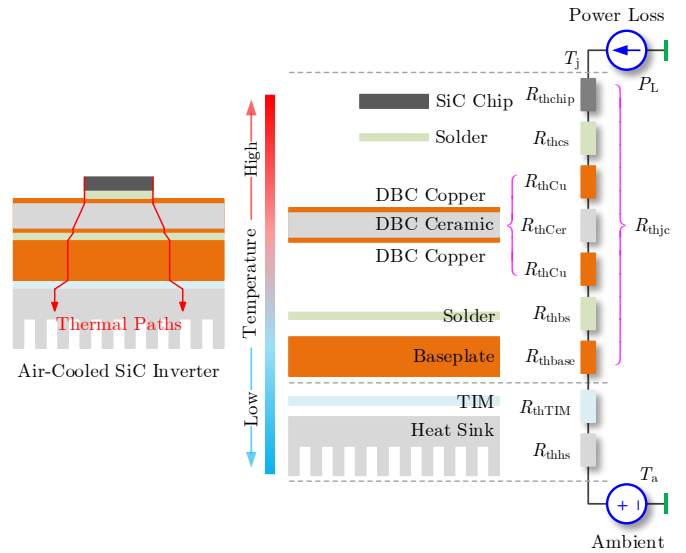 Power Loss
T_j
P_L
R_thchip
SiC Chip
Solder
R_thcs
High
R_thCu
DBC Copper
DBC Ceramic
R_thCer
R_thjc
DBC Copper
R_thCu
Temperature
Thermal Paths
Solder
R_thbs
Air-Cooled SiC Inverter
Baseplate
R_thbase
Low
TIM
R_thTIM
Heat Sink
R_thhs
T_a
+ −
Ambient